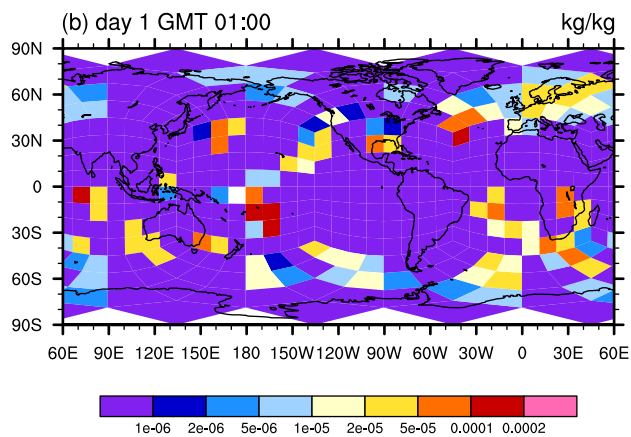 (b) day 1 GMT 01:00 kg/kg
90N
60N
30N
0
30S
60S
90S
60E 90E 120E 150E 180 150W 120W 90W 60W 30W 0 30E 60E
1e-06 2e-06 5e-06 1e-05 2e-05 5e-05 0.0001 0.0002